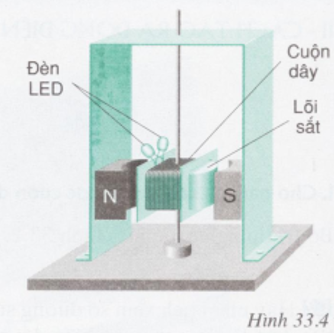 Đèn
LED
Cuộn
dây
Lõi
sắt
N
S
Hình 33.4